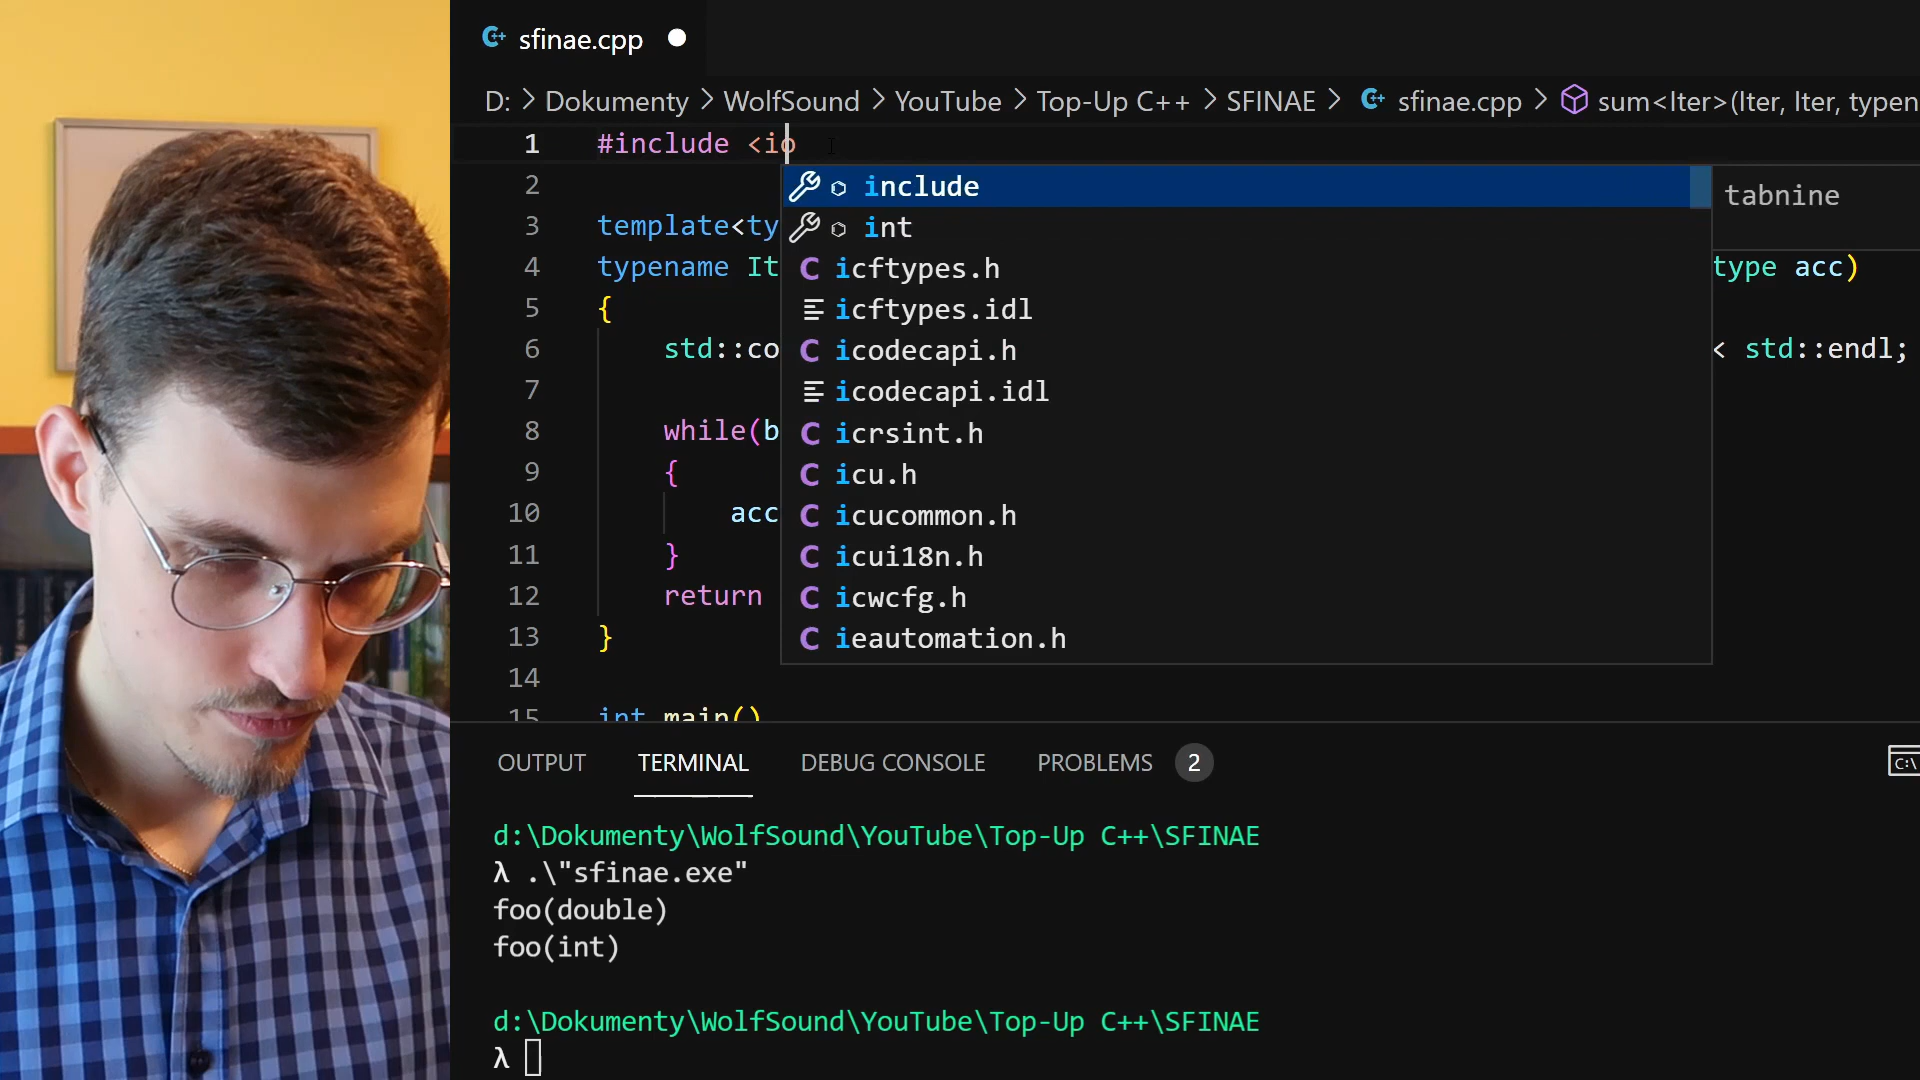 sfinae.cpp
D: > Dokumenty > WolfSound > YouTube > Top-Up C++ > SFINAE > sfinae.cpp > sum<Iter>(Iter, Iter, typen
1 #include <io
include
tabnine
2
int
3 template<ty
icftypes.h
4 typename It
type acc)
icftypes.idl
5 {
icodecapi.h
6 std::co
< std::endl;
icodecapi.idl
7
icrsint.h
8 while(b
icu.h
9 {
icucommon.h
10 acc
icui18n.h
11 }
icwcfg.h
12 return
ieautomation.h
13 }
14
15 int main()
OUTPUT TERMINAL DEBUG CONSOLE PROBLEMS 2
C:\
d:\Dokumenty\WolfSound\YouTube\Top-Up C++\SFINAE
λ .\"sfinae.exe"
foo(double)
foo(int)
d:\Dokumenty\WolfSound\YouTube\Top-Up C++\SFINAE
λ